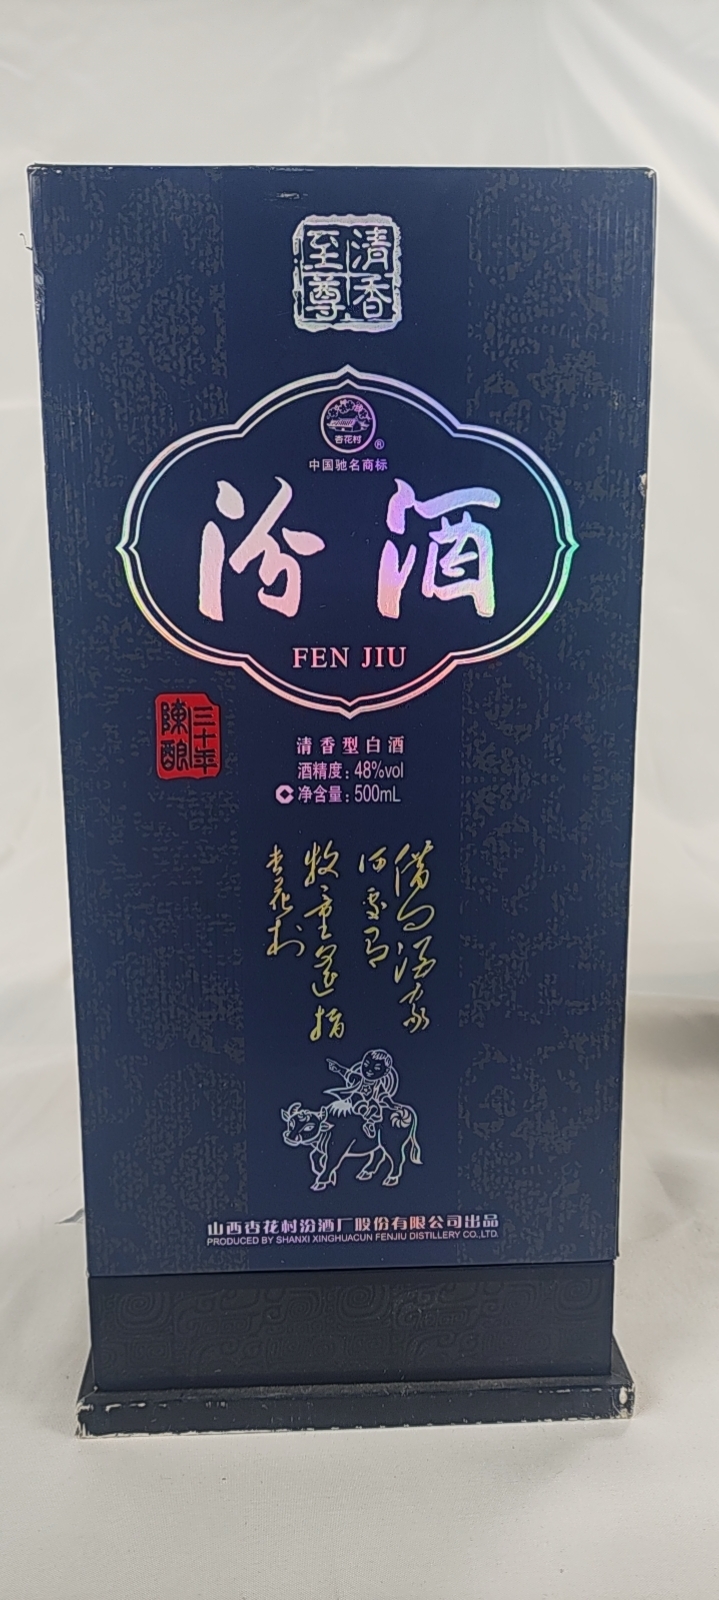 清香
至尊
杏花村
®
中国驰名商标
汾酒
FEN JIU
三十年
陳酿
清香型白酒
酒精度：48%vol
净含量：500mL
借问酒家
何处有
牧童遥指
杏花村
山西杏花村汾酒厂股份有限公司出品
PRODUCED BY SHANXI XINGHUACUN FENJIU DISTILLERY CO.,LTD.